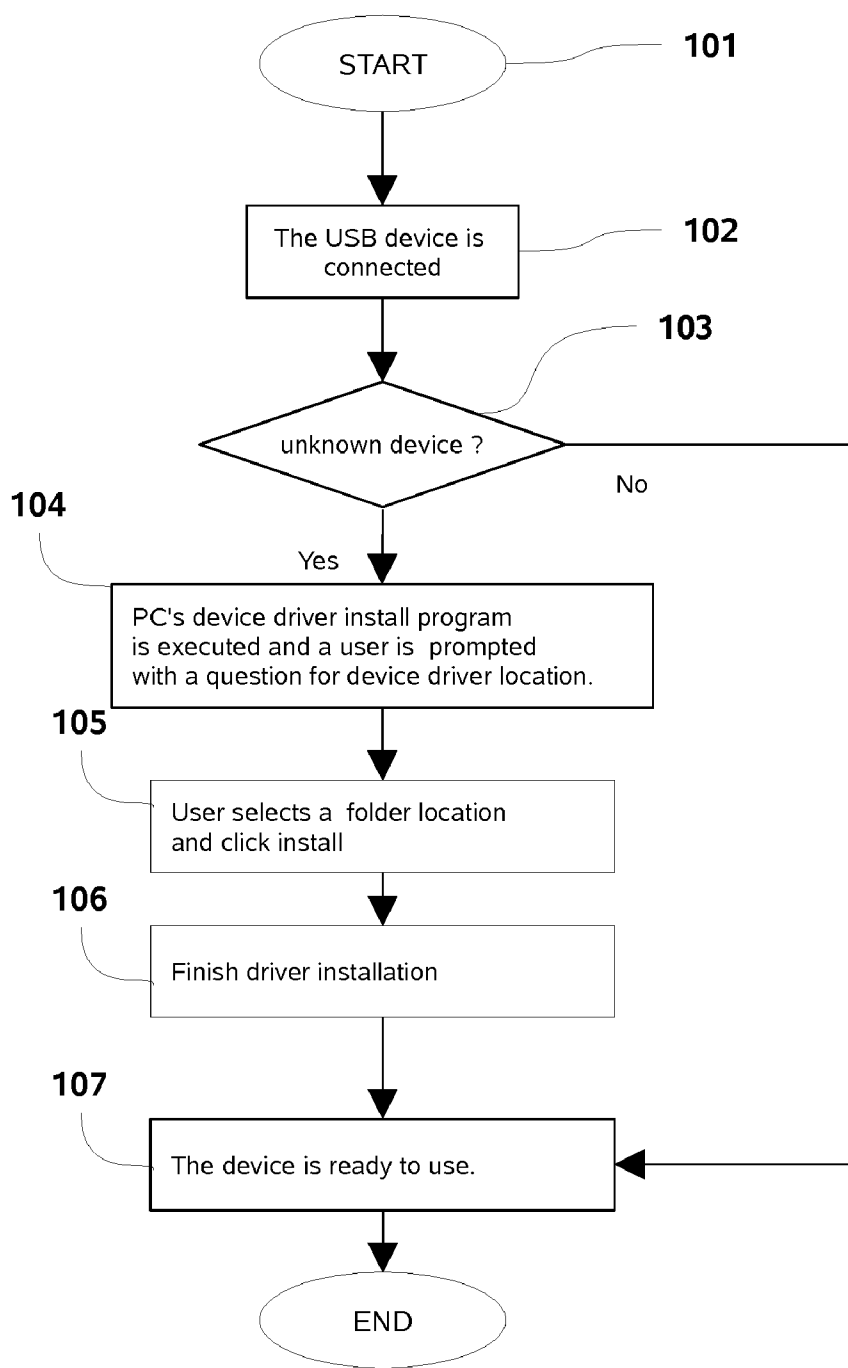 START
101
The USB device is
connected
102
103
unknown device ?
No
104
Yes
PC's device driver install program
is executed and a user is prompted
with a question for device driver location.
105
User selects a folder location
and click install
106
Finish driver installation
107
The device is ready to use.
END